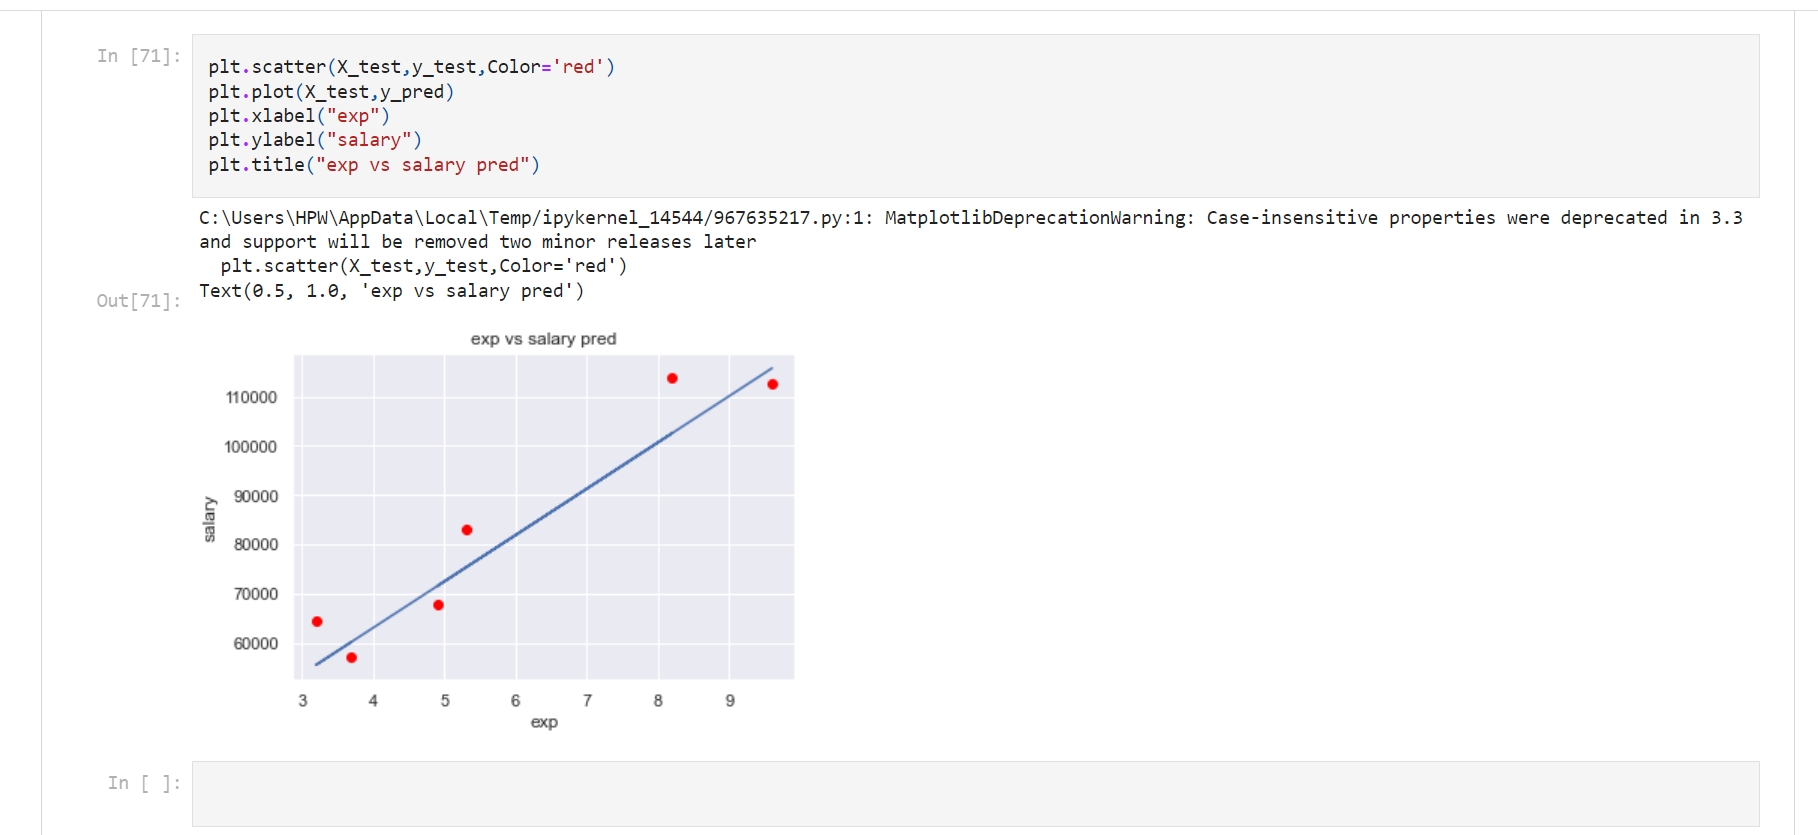 In [71]:
plt.scatter(X_test,y_test,Color='red')
plt.plot(X_test,y_pred)
plt.xlabel("exp")
plt.ylabel("salary")
plt.title("exp vs salary pred")
C:\Users\HPW\AppData\Local\Temp/ipykernel_14544/967635217.py:1: MatplotlibDeprecationWarning: Case-insensitive properties were deprecated in 3.3
and support will be removed two minor releases later
  plt.scatter(X_test,y_test,Color='red')
Out[71]:
Text(0.5, 1.0, 'exp vs salary pred')
exp vs salary pred
110000
100000
90000
80000
70000
60000
salary
3 4 5 6 7 8 9
exp
In [ ]: